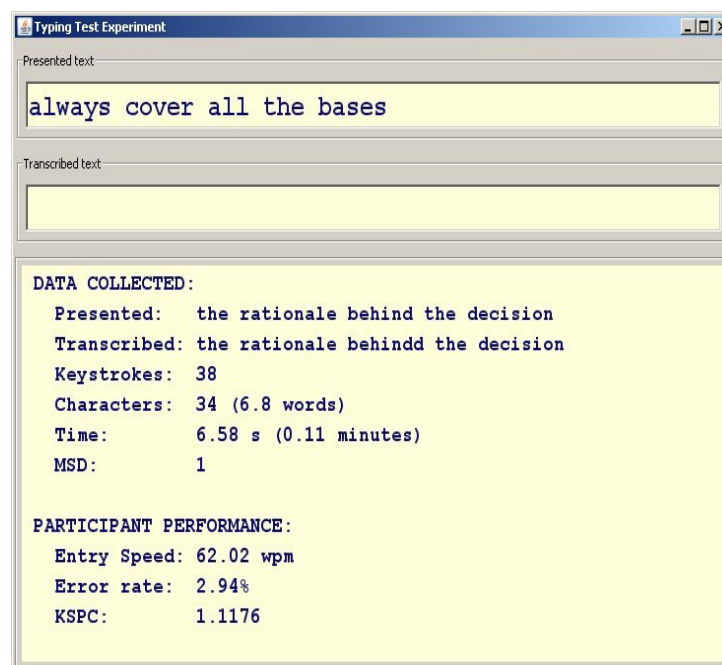 Typing Test Experiment
Presented text
always cover all the bases
Transcribed text
DATA COLLECTED:
Presented: the rationale behind the decision
Transcribed: the rationale behindd the decision
Keystrokes: 38
Characters: 34 (6.8 words)
Time: 6.58 s (0.11 minutes)
MSD: 1
PARTICIPANT PERFORMANCE:
Entry Speed: 62.02 wpm
Error rate: 2.94%
KSPC: 1.1176